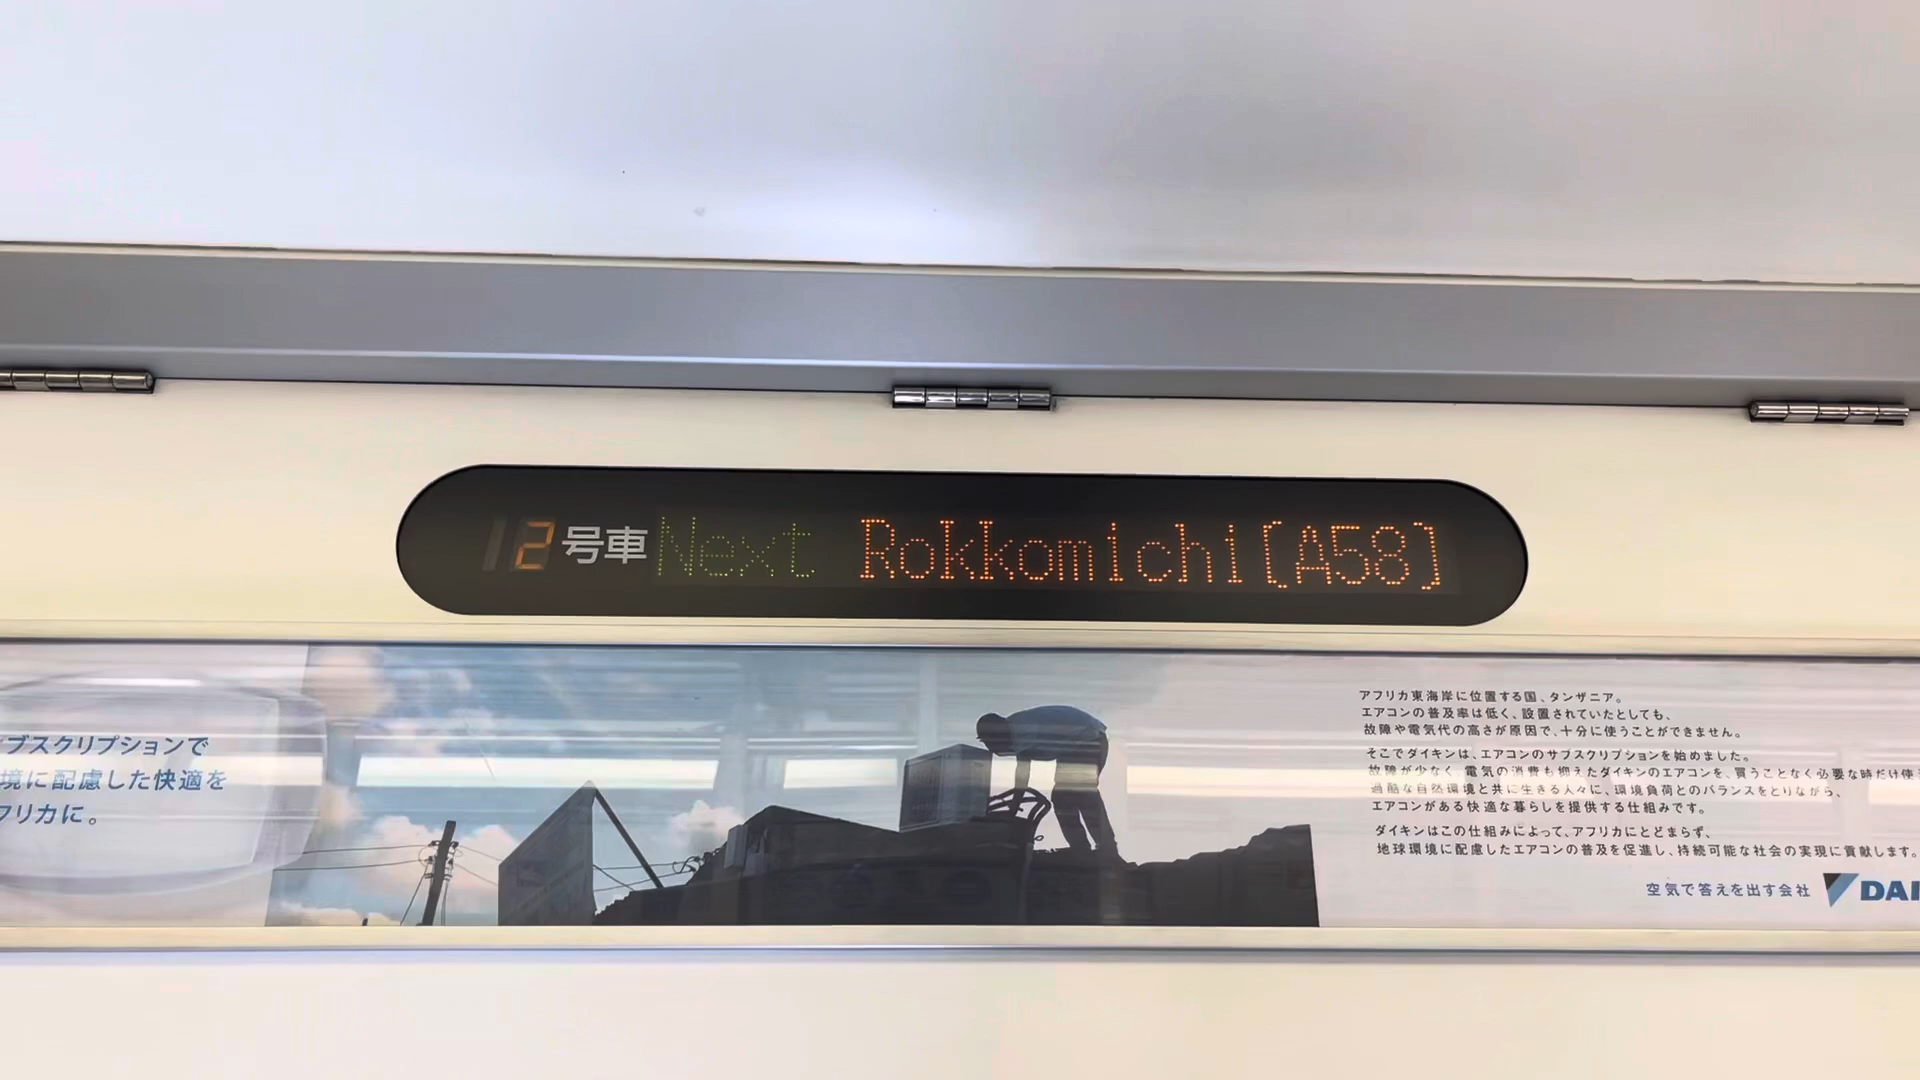 2号車 Next Rokkomichi[A58]
ブスクリプションで
境に配慮した快適を
フリカに。
アフリカ東海岸に位置する国、タンザニア。
エアコンの普及率は低く、設置されていたとしても、
故障や電気代の高さが原因で、十分に使うことができません。
そこでダイキンは、エアコンのサブスクリプションを始めました。
故障が少なく、電気の消費も抑えたダイキンのエアコンを、買うことなく必要な時だけ使
過酷な自然環境と共に生きる人々に、環境負荷とのバランスをとりながら、
エアコンがある快適な暮らしを提供する仕組みです。
ダイキンはこの仕組みによって、アフリカにとどまらず、
地球環境に配慮したエアコンの普及を促進し、持続可能な社会の実現に貢献します。
空気で答えを出す会社 DAI